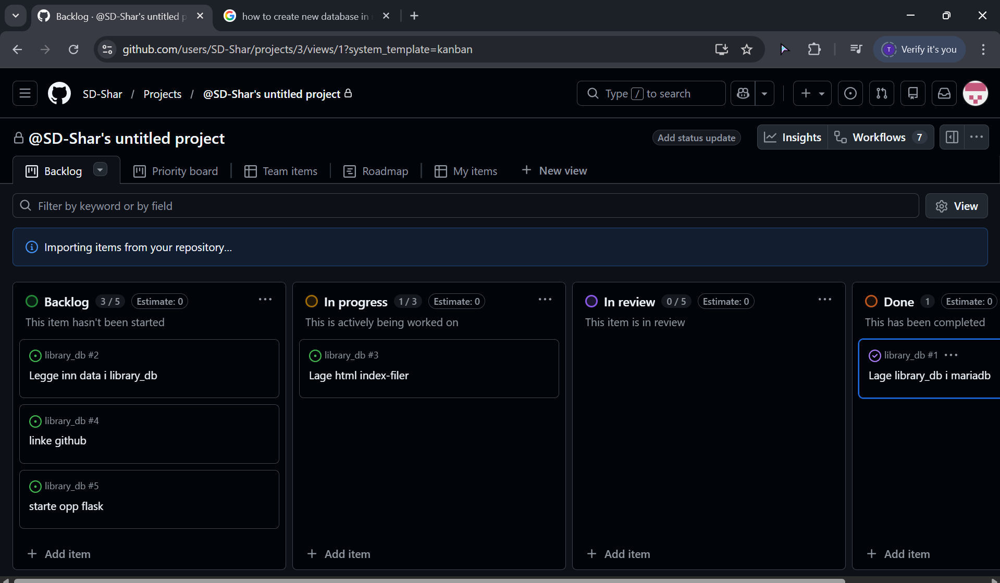 Backlog · @SD-Shar's untitled
how to create new database in
github.com/users/SD-Shar/projects/3/views/1?system_template=kanban
T
Verify it's you
SD-Shar / Projects / @SD-Shar's untitled project
Type / to search
@SD-Shar's untitled project
Add status update
Insights
Workflows 7
Backlog
Priority board
Team items
Roadmap
My items
+ New view
Filter by keyword or by field
View
Importing items from your repository...
Backlog 3 / 5 Estimate: 0
This item hasn't been started
library_db #2
Legge inn data i library_db
library_db #4
linke github
library_db #5
starte opp flask
+ Add item
In progress 1 / 3 Estimate: 0
This is actively being worked on
library_db #3
Lage html index-filer
+ Add item
In review 0 / 5 Estimate: 0
This item is in review
+ Add item
Done 1 Estimate: 0
This has been completed
library_db #1
Lage library_db i mariadb
+ Add item